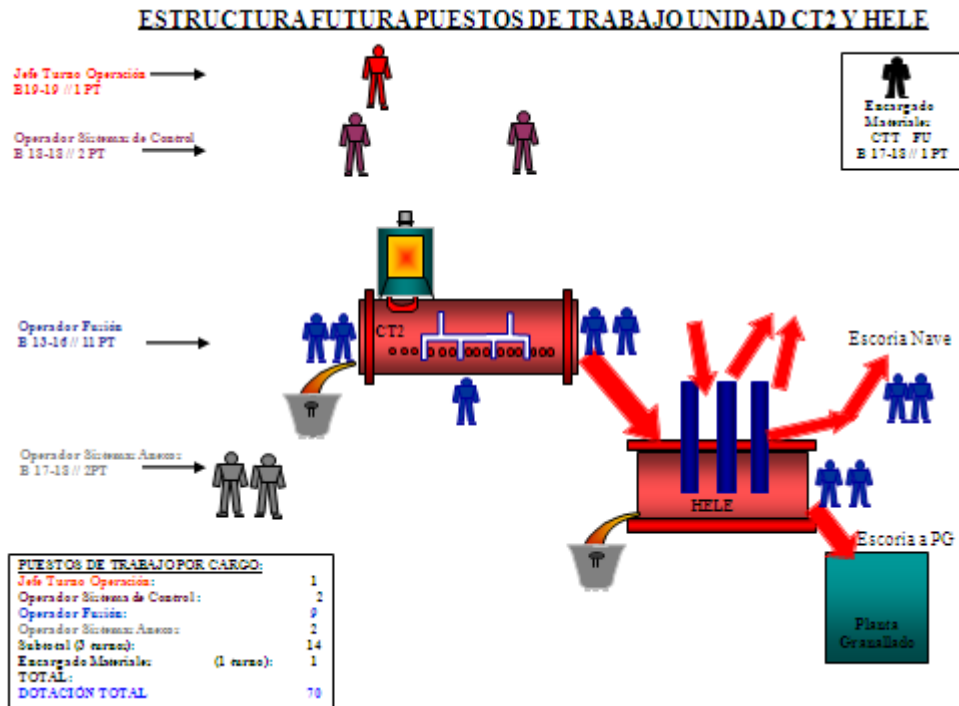 ESTRUCTURA FUTURA PUESTOS DE TRABAJO UNIDAD CT2 Y HELE
Jefe Turno Operación
B19-19 // 1 PT
Operador Sistemas de Control
B 18-18 // 2 PT
Encargado
Materiales
CTT FU
B 17-18 // 1 PT
Operador Fusión
B 15-16 // 11 PT
CT2
Escoria Nave
Operador Sistemas Anexos
B 17-18 // 2PT
HELE
Escoria a PG
Planta
Granallado
PUESTOS DE TRABAJO POR CARGO:
Jefe Turno Operación: 1
Operador Sistema de Control: 2
Operador Fusión: 9
Operador Sistemas Anexos: 2
Subtotal (5 turnos): 14
Encargado Materiales (1 turno): 1
TOTAL:
DOTACIÓN TOTAL 70